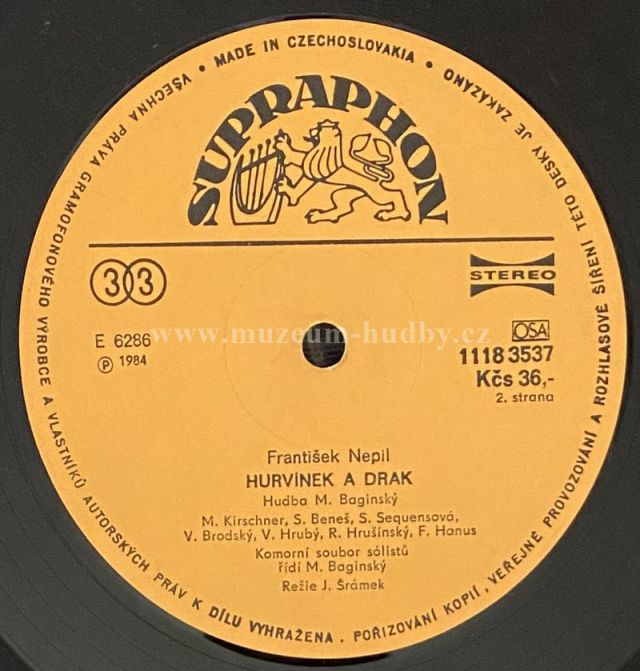 VŠECHNA PRÁVA GRAMOFONOVÉHO VÝROBCE A VLASTNÍKŮ AUTORSKÝCH PRÁV K DÍLU VYHRAŽENA • POŘIZOVÁNÍ KOPIÍ, VEŘEJNÉ PROVOZOVÁNÍ A ROZHLASOVÉ ŠÍŘENÍ TÉTO DESKY JE ZAKÁZÁNO • MADE IN CZECHOSLOVAKIA •
SUPRAPHON
33
STEREO
www.muzeum-hudby.cz
E 6286
Ⓟ 1984
OSA
1118 3537
Kčs 36,-
2. strana
František Nepil
HURVÍNEK A DRAK
Hudba M. Baginský
M. Kirschner, S. Beneš, S. Sequensová,
V. Brodský, V. Hrubý, R. Hrušínský, F. Hanus
Komorní soubor sólistů
řídí M. Baginský
Režie J. Šrámek